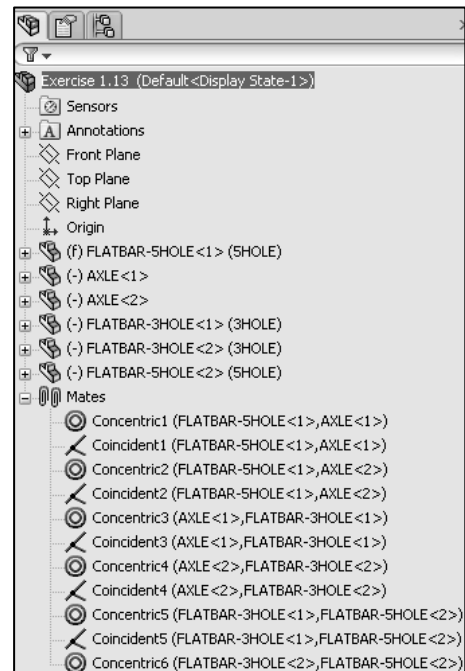 Exercise 1.13 (Default<Display State-1>)
Sensors
A Annotations
Front Plane
Top Plane
Right Plane
Origin
(f) FLATBAR-5HOLE<1> (5HOLE)
(-) AXLE<1>
(-) AXLE<2>
(-) FLATBAR-3HOLE<1> (3HOLE)
(-) FLATBAR-3HOLE<2> (3HOLE)
(-) FLATBAR-5HOLE<2> (5HOLE)
Mates
Concentric1 (FLATBAR-5HOLE<1>,AXLE<1>)
Coincident1 (FLATBAR-5HOLE<1>,AXLE<1>)
Concentric2 (FLATBAR-5HOLE<1>,AXLE<2>)
Coincident2 (FLATBAR-5HOLE<1>,AXLE<2>)
Concentric3 (AXLE<1>,FLATBAR-3HOLE<1>)
Coincident3 (AXLE<1>,FLATBAR-3HOLE<1>)
Concentric4 (AXLE<2>,FLATBAR-3HOLE<2>)
Coincident4 (AXLE<2>,FLATBAR-3HOLE<2>)
Concentric5 (FLATBAR-3HOLE<1>,FLATBAR-5HOLE<2>)
Coincident5 (FLATBAR-3HOLE<1>,FLATBAR-5HOLE<2>)
Concentric6 (FLATBAR-3HOLE<2>,FLATBAR-5HOLE<2>)